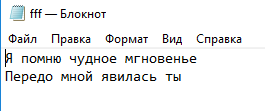 fff — Блокнот
Файл Правка Формат Вид Справка
Я помню чудное мгновенье
Передо мной явилась ты